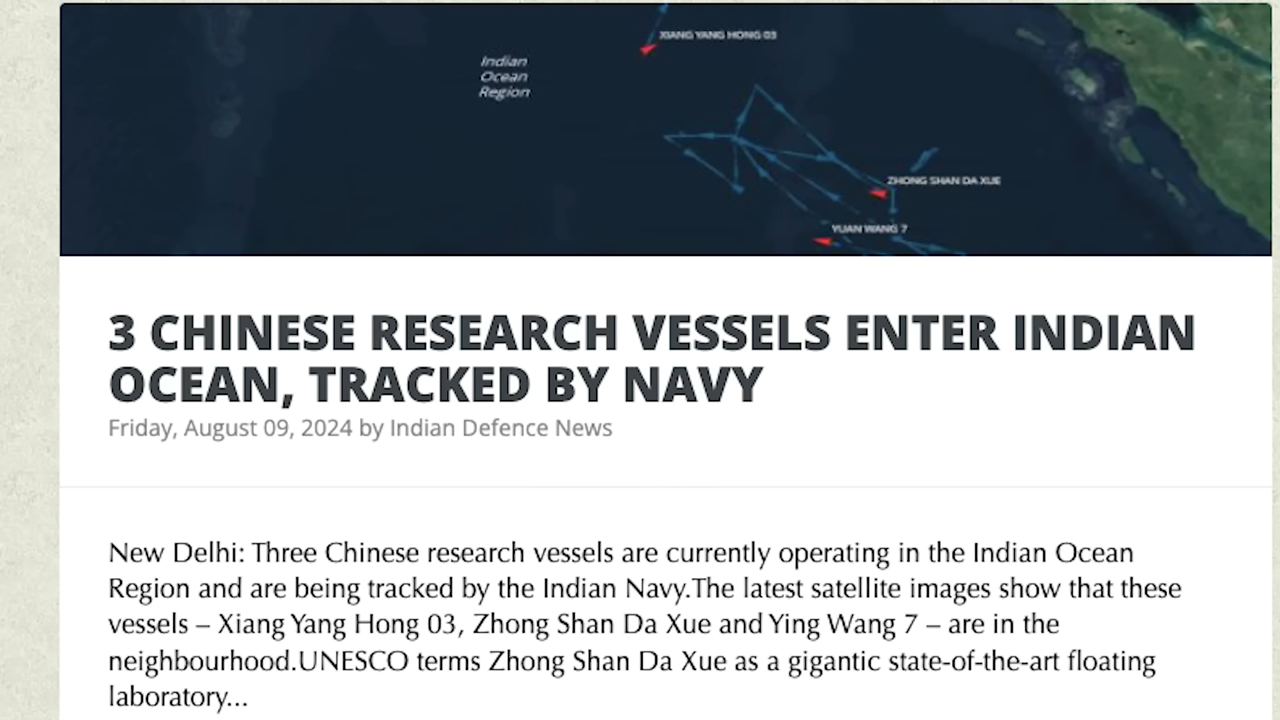 XIANG YANG HONG 03
Indian
Ocean
Region
ZHONG SHAN DA XUE
YUAN WANG 7
3 CHINESE RESEARCH VESSELS ENTER INDIAN
OCEAN, TRACKED BY NAVY
Friday, August 09, 2024 by Indian Defence News
New Delhi: Three Chinese research vessels are currently operating in the Indian Ocean
Region and are being tracked by the Indian Navy.The latest satellite images show that these
vessels – Xiang Yang Hong 03, Zhong Shan Da Xue and Ying Wang 7 – are in the
neighbourhood.UNESCO terms Zhong Shan Da Xue as a gigantic state-of-the-art floating
laboratory...